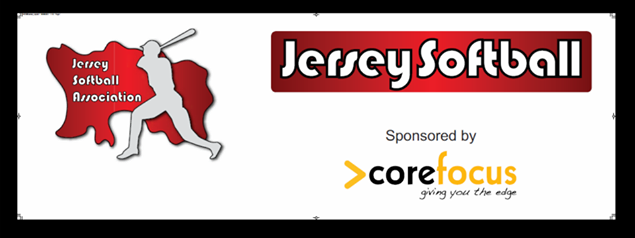 Jersey
Softball
Association
Jersey Softball
Sponsored by
>corefocus
giving you the edge